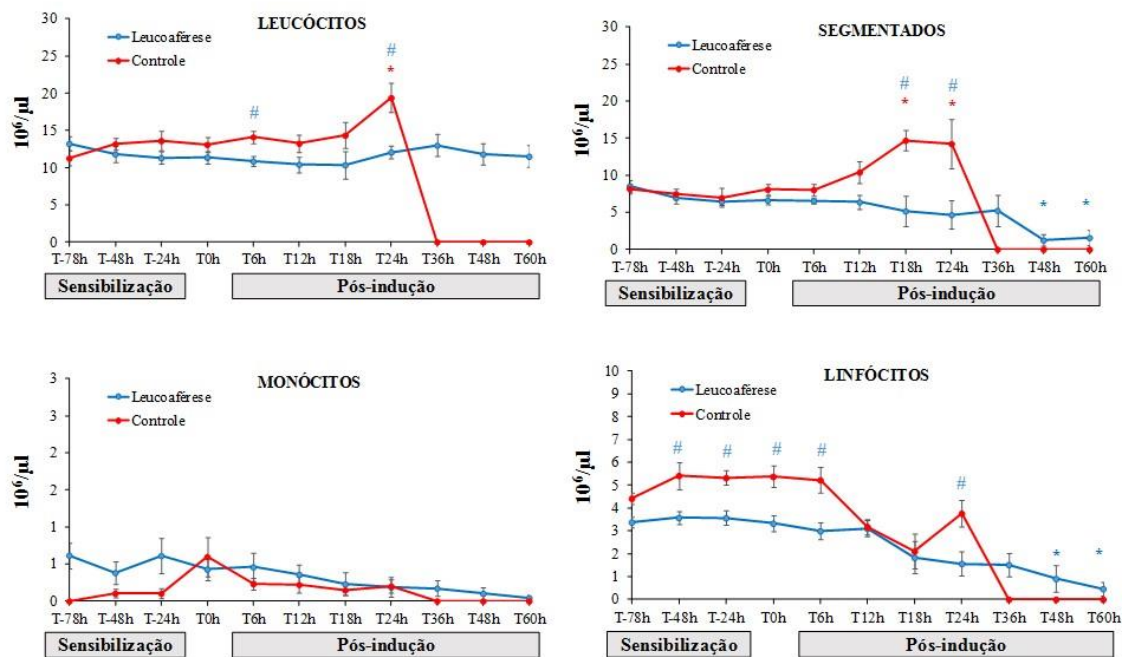 LEUCÓCITOS
Leucoaférese
Controle
10⁶/µl
30
25
20
15
10
5
0
#
#
*
T-78h T-48h T-24h T0h T6h T12h T18h T24h T36h T48h T60h
Sensibilização Pós-indução
SEGMENTADOS
Leucoaférese
Controle
10⁶/µl
30
25
20
15
10
5
0
# #
* *
* *
T-78h T-48h T-24h T0h T6h T12h T18h T24h T36h T48h T60h
Sensibilização Pós-indução
MONÓCITOS
Leucoaférese
Controle
10⁶/µl
3
3
2
2
1
1
0
T-78h T-48h T-24h T0h T6h T12h T18h T24h T36h T48h T60h
Sensibilização Pós-indução
LINFÓCITOS
Leucoaférese
Controle
10⁶/µl
10
9
8
7
6
5
4
3
2
1
0
# # # #
#
* *
T-78h T-48h T-24h T0h T6h T12h T18h T24h T36h T48h T60h
Sensibilização Pós-indução